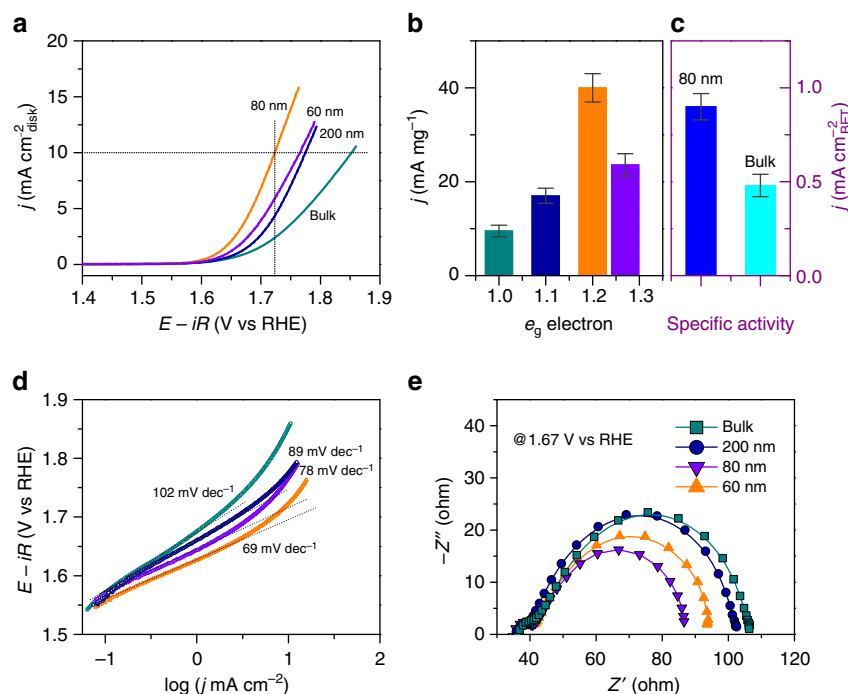 a
20
15
10
5
0
j (mA cm⁻²disk)
80 nm
60 nm
200 nm
Bulk
1.4 1.5 1.6 1.7 1.8 1.9
E – iR (V vs RHE)
b
40
20
0
j (mA mg⁻¹)
1.0 1.1 1.2 1.3
eg electron
c
80 nm
Bulk
1.0
0.5
0.0
j (mA cm⁻²BET)
Specific activity
d
1.9
1.8
1.7
1.6
1.5
E – iR (V vs RHE)
89 mV dec⁻¹
78 mV dec⁻¹
102 mV dec⁻¹
69 mV dec⁻¹
–1 0 1 2
log (j mA cm⁻²)
e
45
40
30
20
10
0
–Z″ (ohm)
@1.67 V vs RHE
Bulk
200 nm
80 nm
60 nm
40 60 80 100 120
Z′ (ohm)